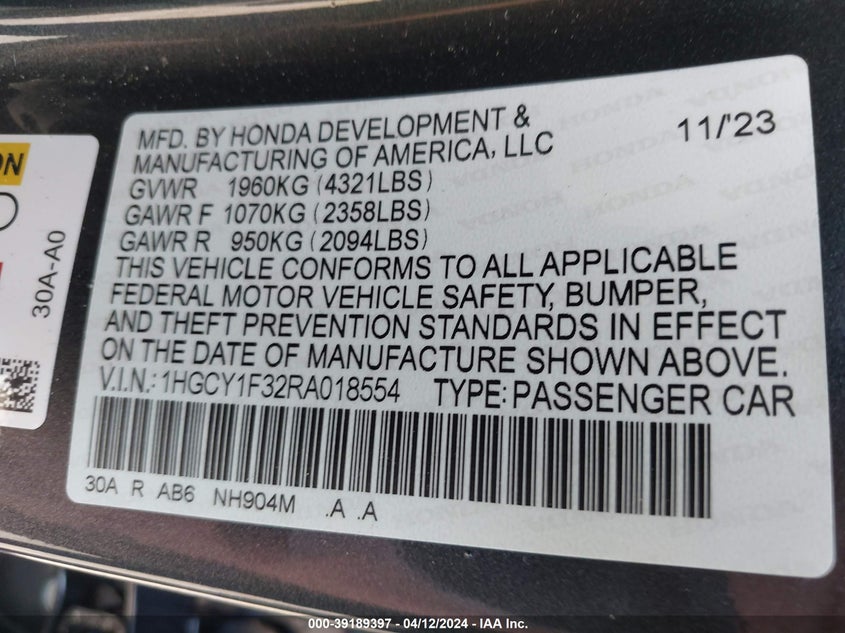 MFD. BY HONDA DEVELOPMENT &
MANUFACTURING OF AMERICA, LLC
11/'23
GVWR 1960KG (4321LBS)
GAWR F 1070KG (2358LBS)
GAWR R 950KG (2094LBS)
THIS VEHICLE CONFORMS TO ALL APPLICABLE
FEDERAL MOTOR VEHICLE SAFETY, BUMPER,
AND THEFT PREVENTION STANDARDS IN EFFECT
ON THE DATE OF MANUFACTURE SHOWN ABOVE.
V.I.N.: 1HGCY1F32RA018554 TYPE: PASSENGER CAR
30A R AB6 NH904M .A .A
30A-A0
HONDA
000-39189397 - 04/12/2024 - IAA Inc.